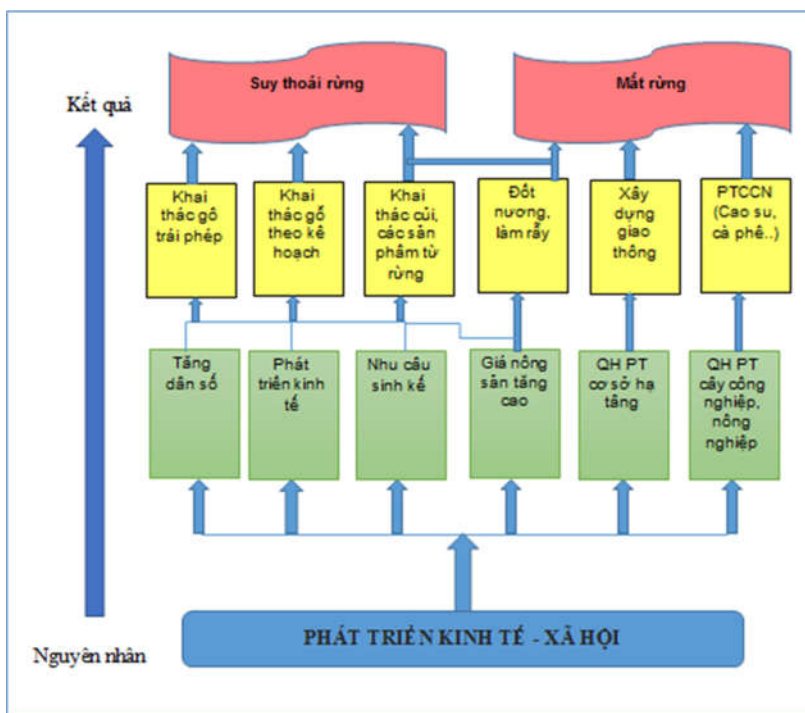 Suy thoái rừng
Mất rừng
Kết quả
Khai
thác gỗ
trái phép
Khai
thác gỗ
theo kế
hoạch
Khai
thác củi,
các sản
phẩm từ
rừng
Đốt
nương,
làm rẫy
Xây
dựng
giao
thông
PTCCN
(Cao su,
cà phê..)
Tăng
dân số
Phát
triển kinh
tế
Nhu cầu
sinh kế
Giá nông
sản tăng
cao
QH PT
cơ sở hạ
tầng
QH PT
cây công
nghiệp,
nông
nghiệp
PHÁT TRIỂN KINH TẾ - XÃ HỘI
Nguyên nhân